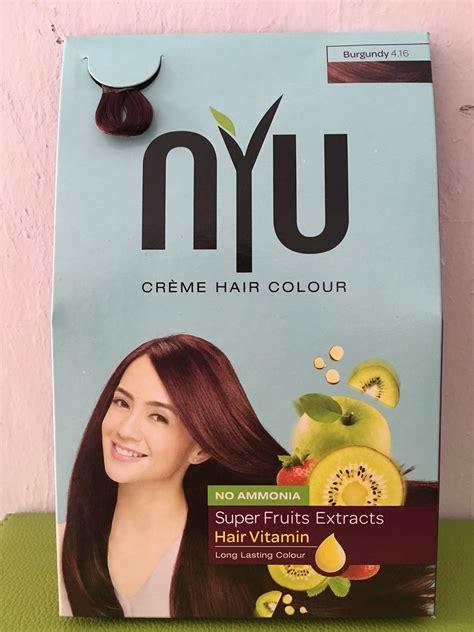 Burgundy 4.16
nYU
CRÈME HAIR COLOUR
NO AMMONIA
Super Fruits Extracts
Hair Vitamin
Long Lasting Colour